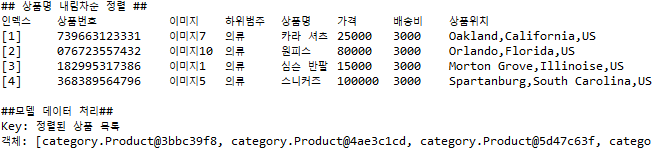 ## 상품명 내림차순 정렬 ##
인덱스 상품번호 이미지 하위범주 상품명 가격 배송비 상품위치
[1] 739663123331 이미지7 의류 카라 셔츠 25000 3000 Oakland,California,US
[2] 076723557432 이미지10 의류 원피스 80000 3000 Orlando,Florida,US
[3] 182995317386 이미지1 의류 심슨 반팔 15000 3000 Morton Grove,Illinoise,US
[4] 368389564796 이미지5 의류 스니커즈 100000 3000 Spartanburg,South Carolina,US
##모델 데이터 처리##
Key: 정렬된 상품 목록
객체: [category.Product@3bbc39f8, category.Product@4ae3c1cd, category.Product@5d47c63f, catego